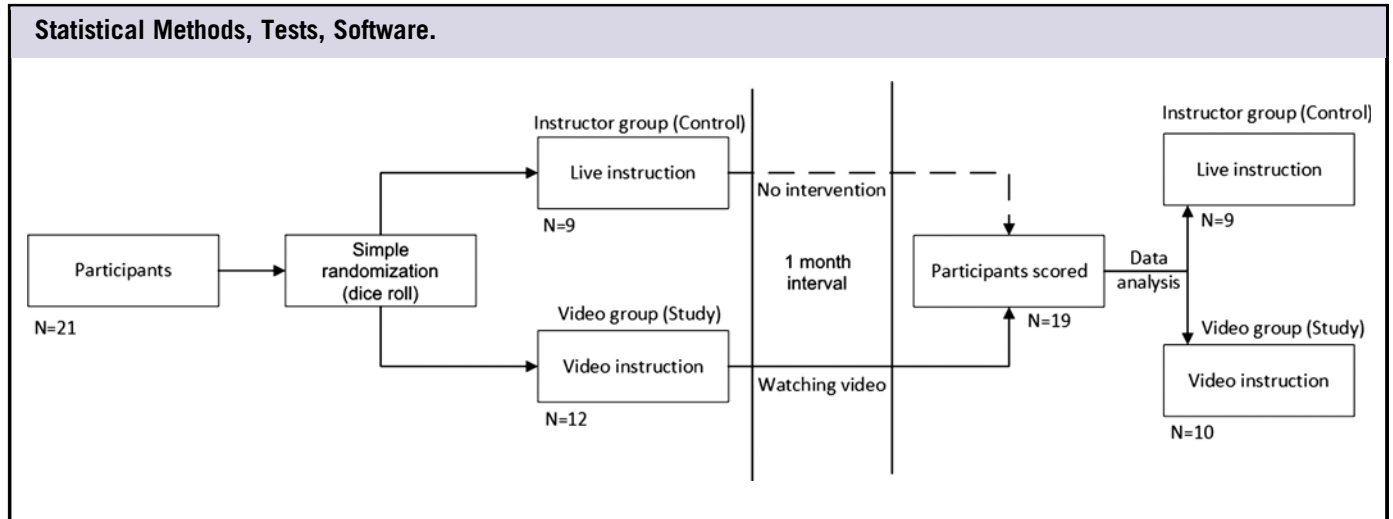 Statistical Methods, Tests, Software.
Participants
N=21
Simple
randomization
(dice roll)
Instructor group (Control)
Live instruction
N=9
Video group (Study)
Video instruction
N=12
No intervention
1 month
interval
Watching video
Participants scored
N=19
Data
analysis
Instructor group (Control)
Live instruction
N=9
Video group (Study)
Video instruction
N=10